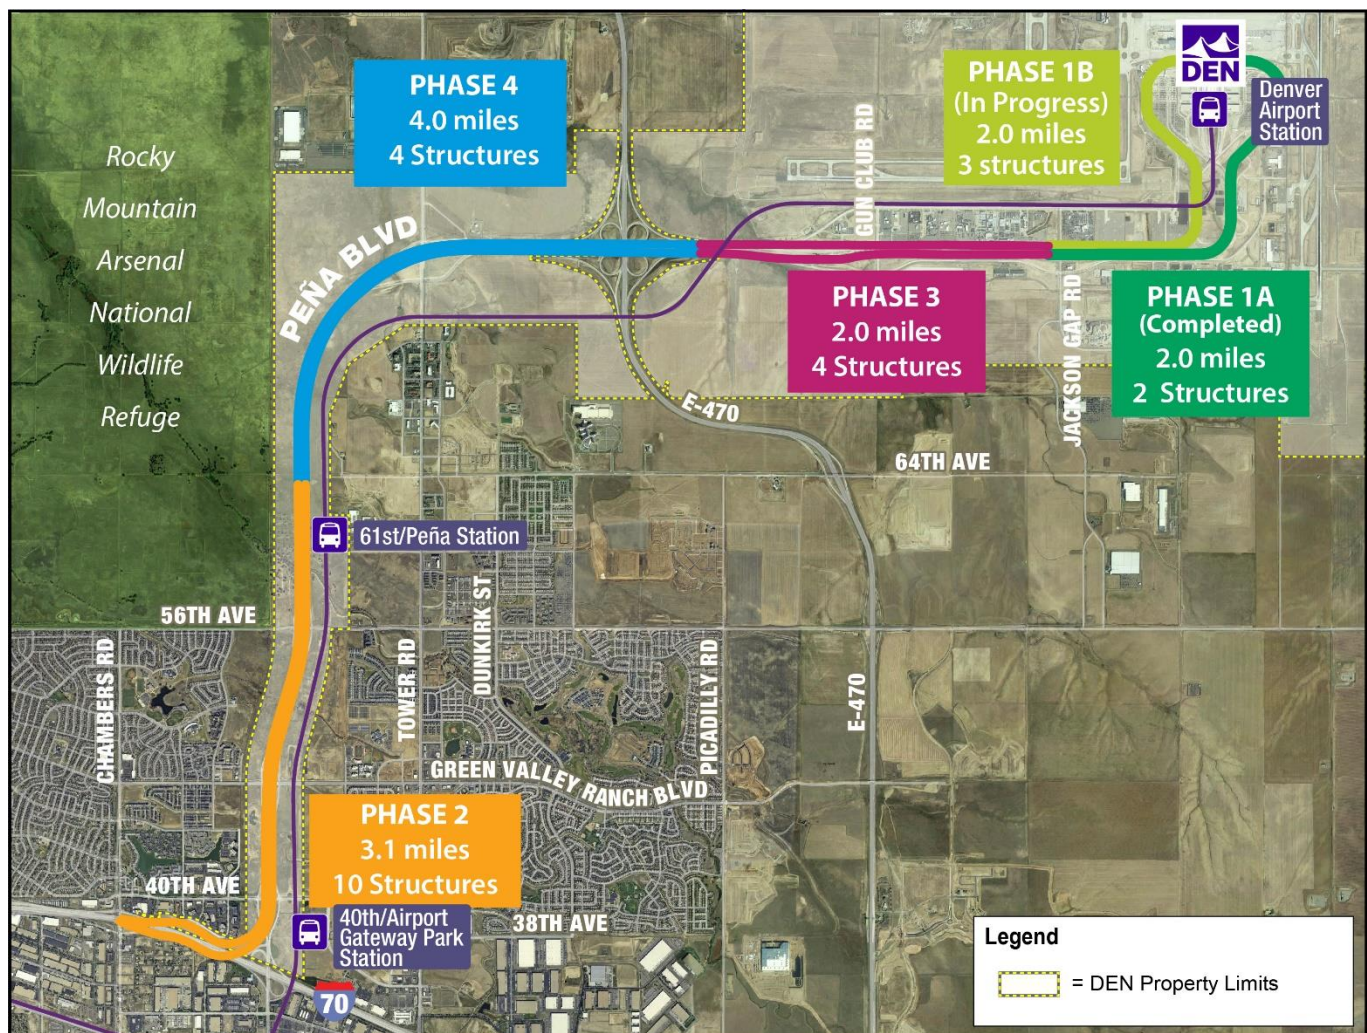 PHASE 4
4.0 miles
4 Structures
PHASE 1B
(In Progress)
2.0 miles
3 structures
DEN
Denver
Airport
Station
Rocky
Mountain
Arsenal
National
Wildlife
Refuge
PEÑA BLVD
GUN CLUB RD
PHASE 3
2.0 miles
4 Structures
JACKSON GAP RD
PHASE 1A
(Completed)
2.0 miles
2 Structures
E-470
64TH AVE
61st/Peña Station
56TH AVE
CHAMBERS RD
TOWER RD
DUNKIRK ST
PICADILLY RD
E-470
GREEN VALLEY RANCH BLVD
PHASE 2
3.1 miles
10 Structures
40TH AVE
40th/Airport
Gateway Park
Station
38TH AVE
70
Legend
= DEN Property Limits